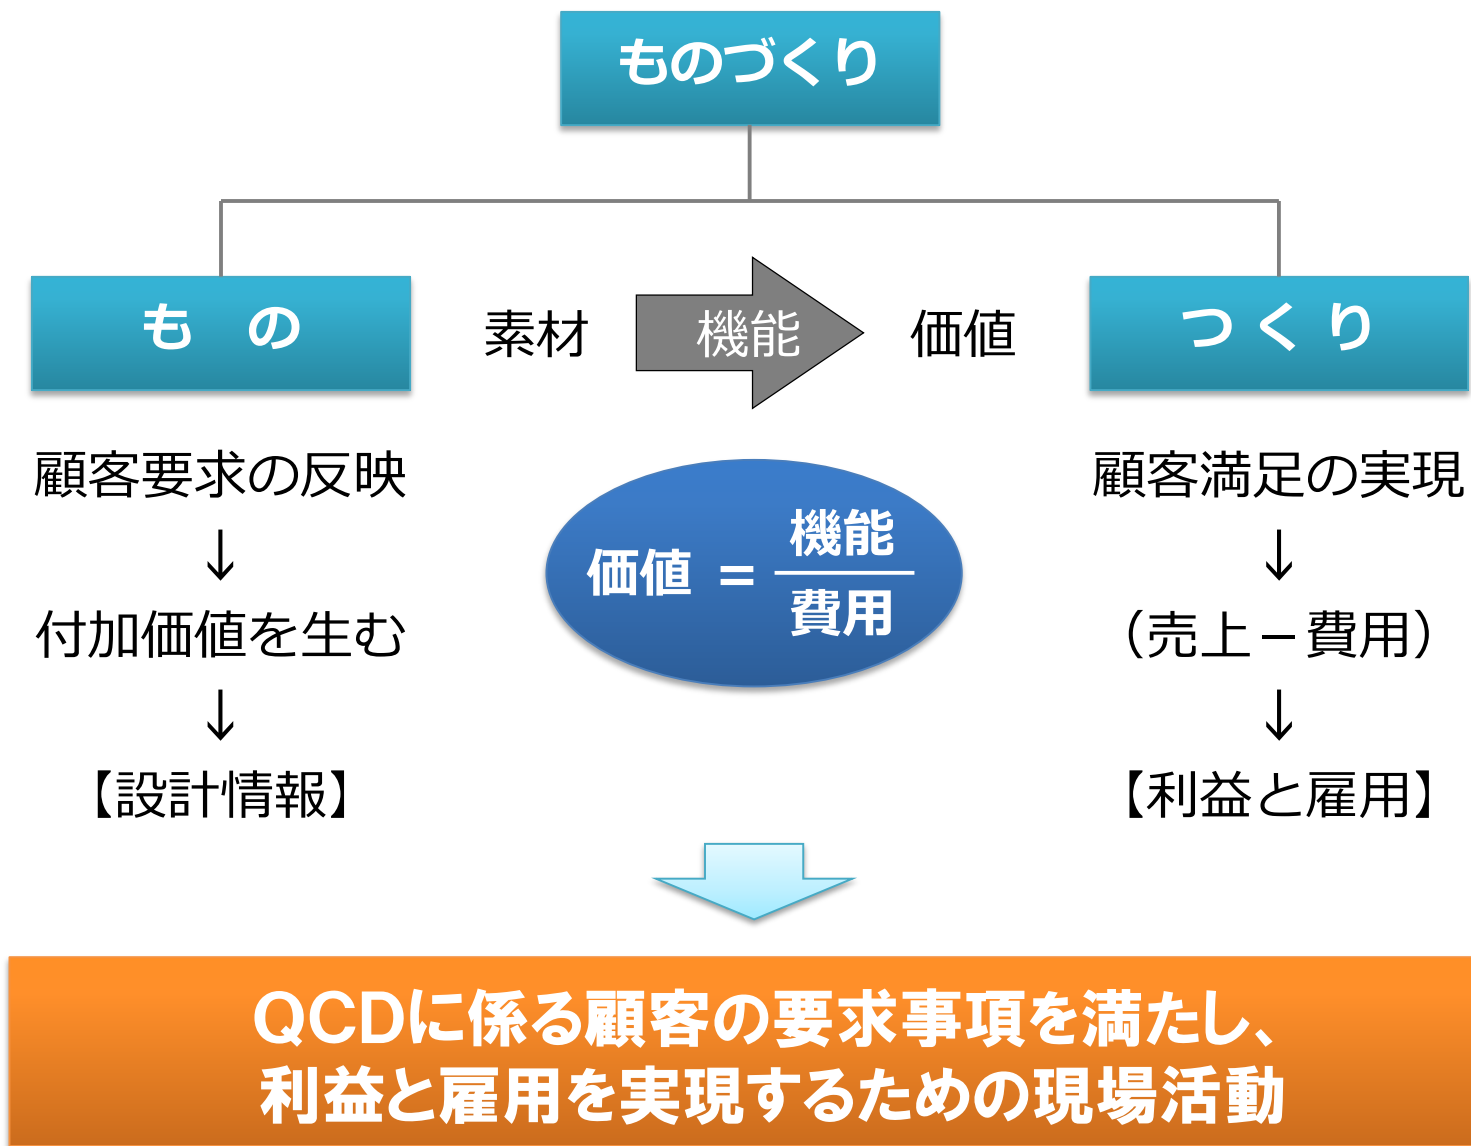 ものづくり
も の
素材
機能
価値
つくり
顧客要求の反映
↓
付加価値を生む
↓
【設計情報】
価値 = 機能
費用
顧客満足の実現
↓
(売上－費用)
↓
【利益と雇用】
QCDに係る顧客の要求事項を満たし、
利益と雇用を実現するための現場活動